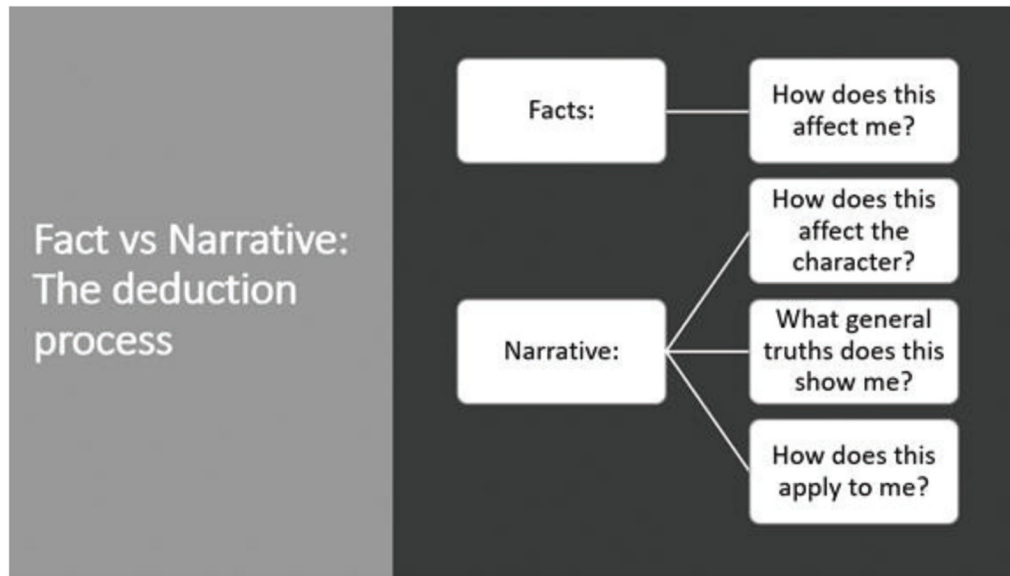 Fact vs Narrative:
The deduction
process
Facts:
How does this
affect me?
Narrative:
How does this
affect the
character?
What general
truths does this
show me?
How does this
apply to me?